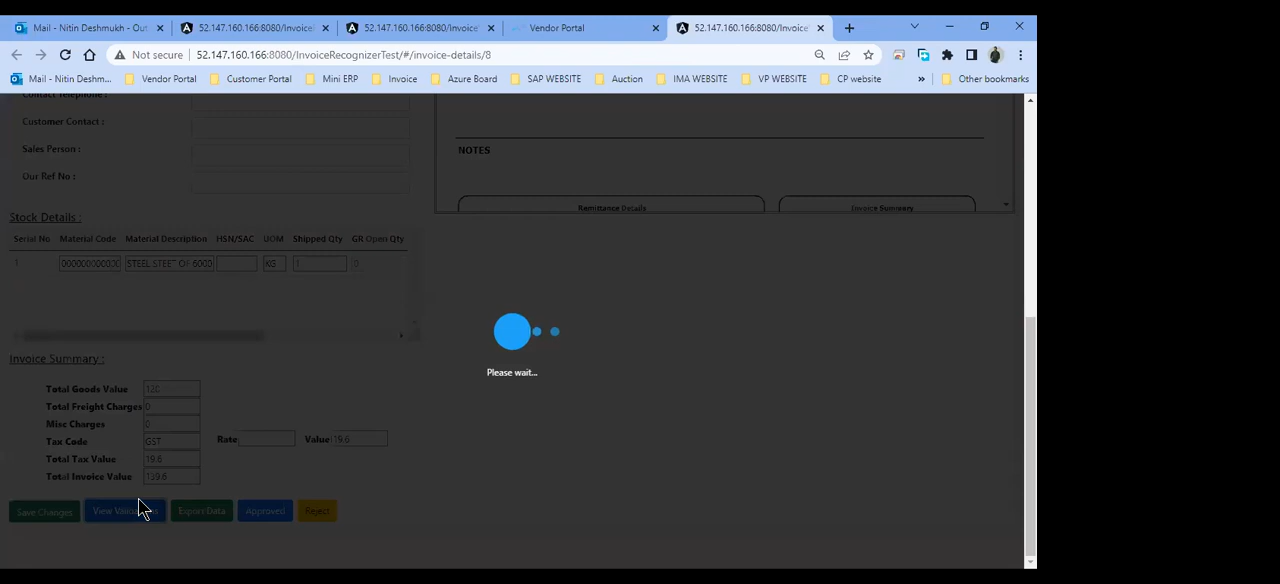 Mail - Nitin Deshmukh - Out
52.147.160.166:8080/Invoice
52.147.160.166:8080/Invoice
Vendor Portal
52.147.160.166:8080/Invoice
Not secure
52.147.160.166:8080/InvoiceRecognizerTest/#/invoice-details/8
Mail - Nitin Deshm...
Vendor Portal
Customer Portal
Mini ERP
Invoice
Azure Board
SAP WEBSITE
Auction
IMA WEBSITE
VP WEBSITE
CP website
»
Other bookmarks
Contact Telephone :
Customer Contact :
Sales Person :
Our Ref No :
NOTES
Remittance Details
Invoice Summary
Stock Details :
Serial No Material Code Material Description HSN/SAC UOM Shipped Qty GR Open Qty
1 STEEL STEET OF 600D KG 1 0
Please wait...
Invoice Summary :
Total Goods Value
Total Freight Charges 0
Misc Charges 0
Tax Code GST Rate Value 19.6
Total Tax Value 19.6
Total Invoice Value 139.6
Save Changes
View
Export Data
Approved
Reject